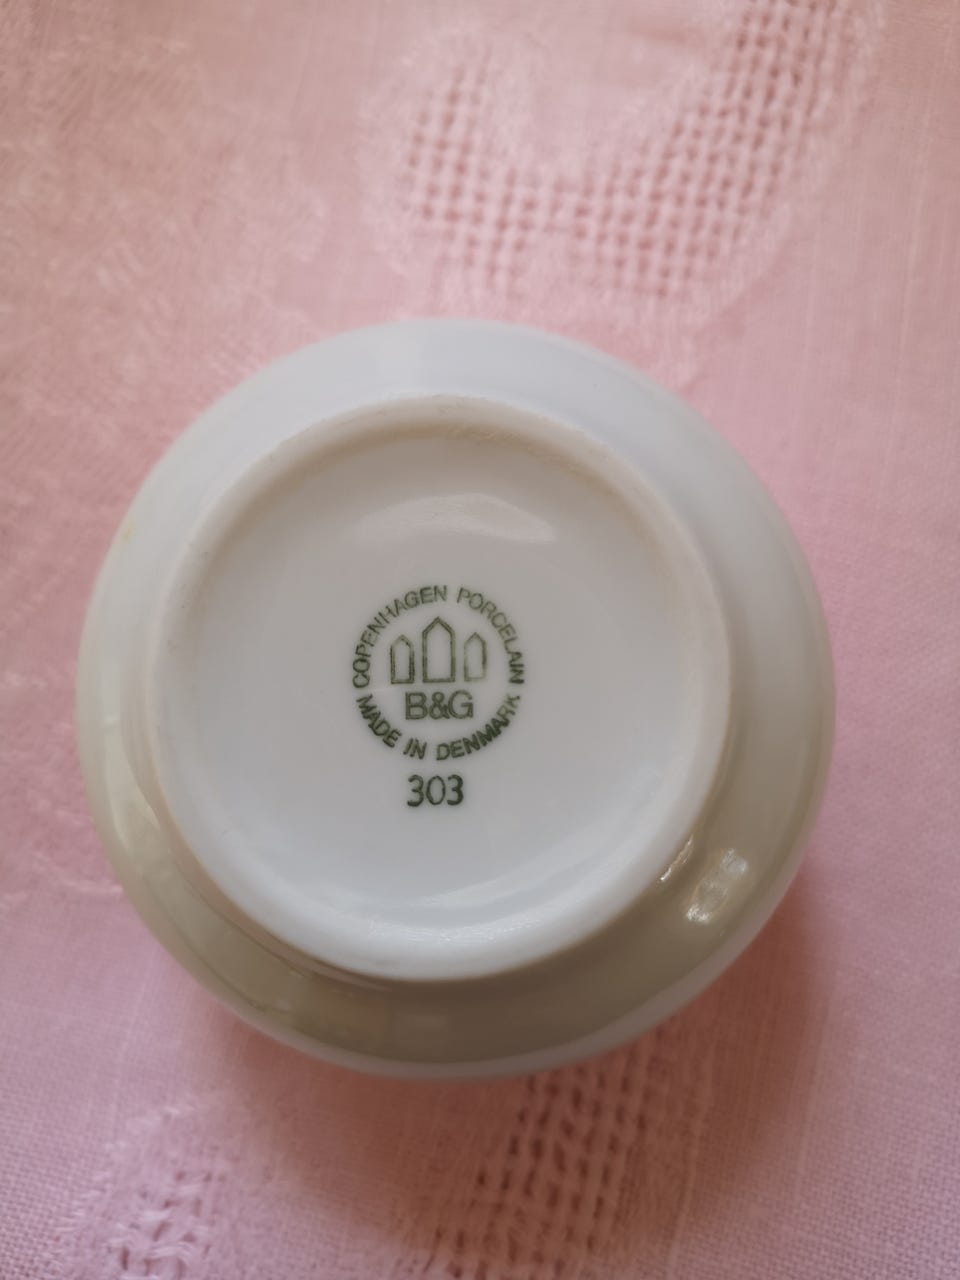 COPENHAGEN PORCELAIN
B&G
MADE IN DENMARK
303